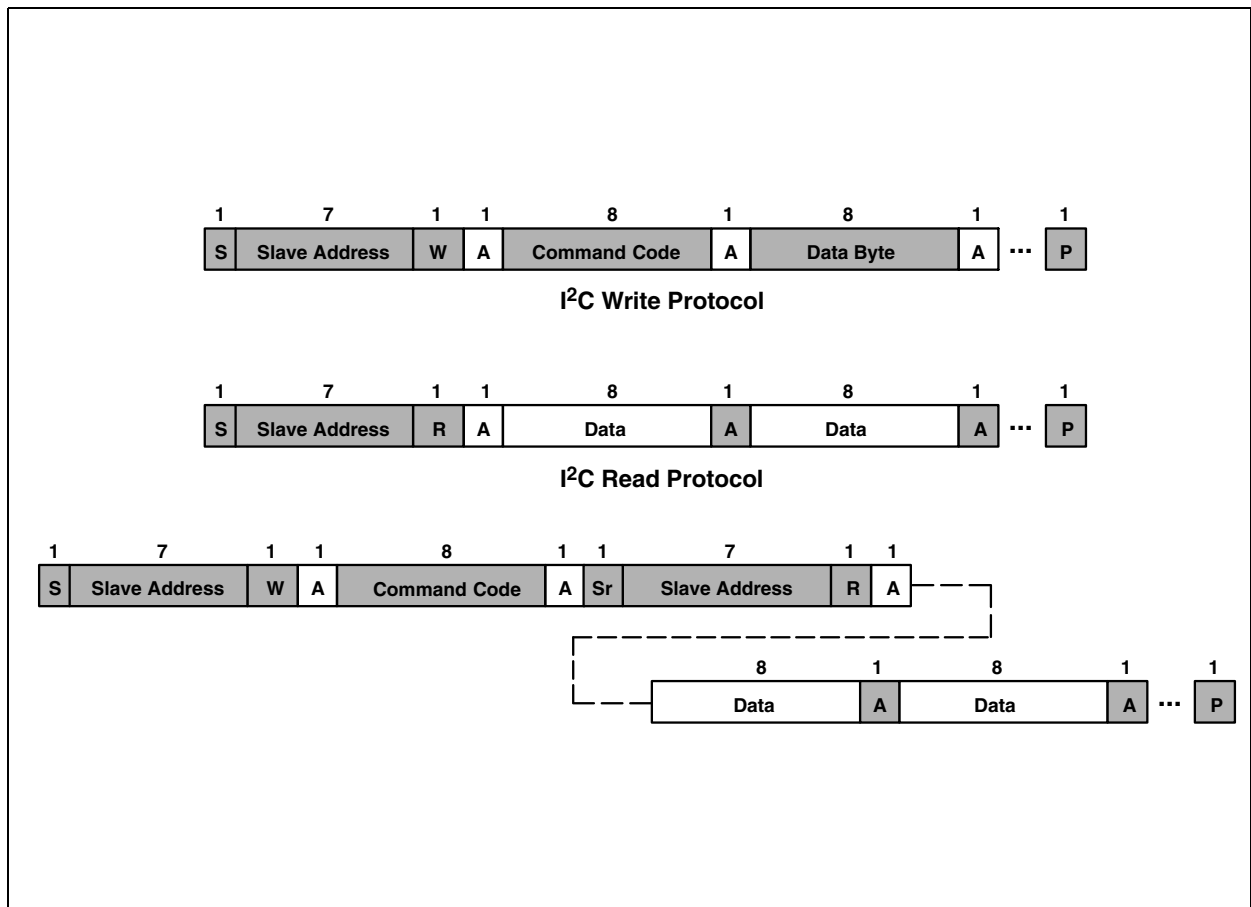 1 7 1 1 8 1 8 1 1
S Slave Address W A Command Code A Data Byte A ... P
I²C Write Protocol
1 7 1 1 8 1 8 1 1
S Slave Address R A Data A Data A ... P
I²C Read Protocol
1 7 1 1 8 1 1 7 1 1
S Slave Address W A Command Code A Sr Slave Address R A
8 1 8 1 1
Data A Data A ... P